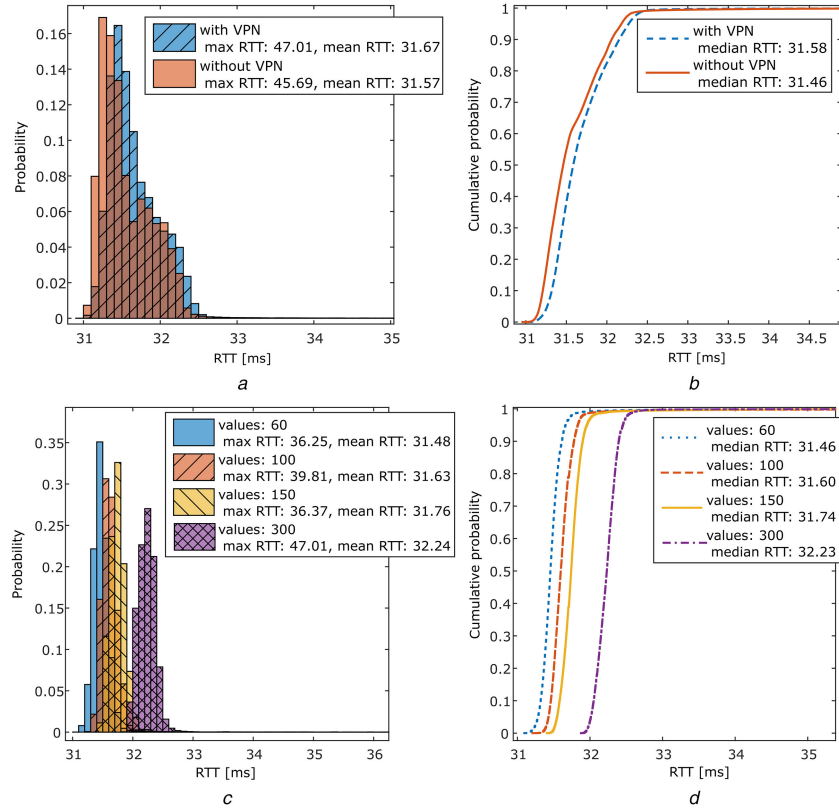 0.16
0.14
0.12
0.1
0.08
0.06
0.04
0.02
0
Probability
31
32
33
34
35
RTT [ms]
with VPN
max RTT: 47.01, mean RTT: 31.67
without VPN
max RTT: 45.69, mean RTT: 31.57
a
1
0.9
0.8
0.7
0.6
0.5
0.4
0.3
0.2
0.1
0
Cumulative probability
31
31.5
32
32.5
33
33.5
34
34.5
RTT [ms]
with VPN
median RTT: 31.58
without VPN
median RTT: 31.46
b
0.35
0.3
0.25
0.2
0.15
0.1
0.05
0
Probability
31
32
33
34
35
36
RTT [ms]
values: 60
max RTT: 36.25, mean RTT: 31.48
values: 100
max RTT: 39.81, mean RTT: 31.63
values: 150
max RTT: 36.37, mean RTT: 31.76
values: 300
max RTT: 47.01, mean RTT: 32.24
c
1
0.9
0.8
0.7
0.6
0.5
0.4
0.3
0.2
0.1
0
Cumulative probability
31
32
33
34
35
RTT [ms]
values: 60
median RTT: 31.46
values: 100
median RTT: 31.60
values: 150
median RTT: 31.74
values: 300
median RTT: 32.23
d